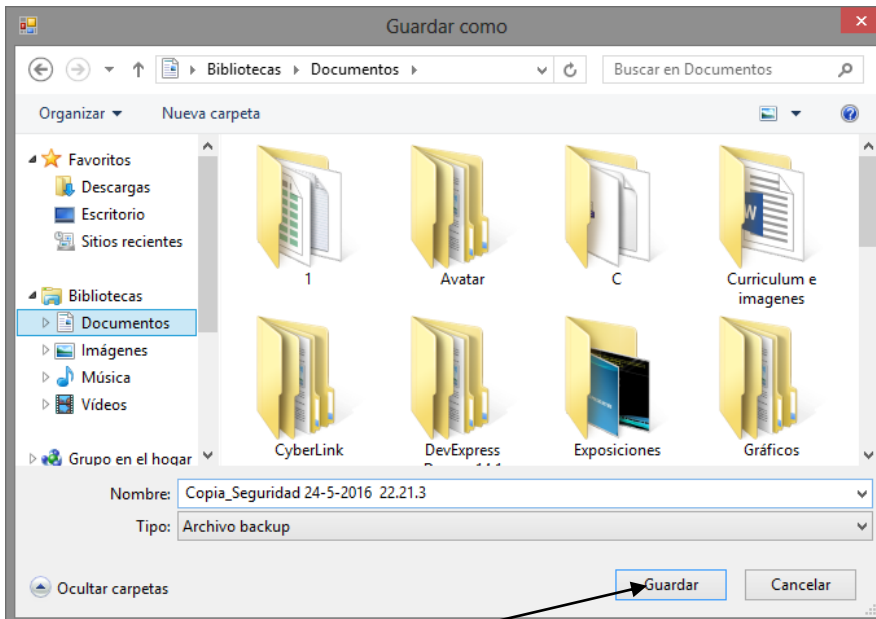 Guardar como
Bibliotecas Documentos
Buscar en Documentos
Organizar Nueva carpeta
Favoritos
Descargas
Escritorio
Sitios recientes
Bibliotecas
Documentos
Imágenes
Música
Vídeos
Grupo en el hogar
1
Avatar
C
Curriculum e
imagenes
CyberLink
DevExpress
Exposiciones
Gráficos
Nombre: Copia_Seguridad 24-5-2016 22.21.3
Tipo: Archivo backup
Ocultar carpetas
Guardar Cancelar